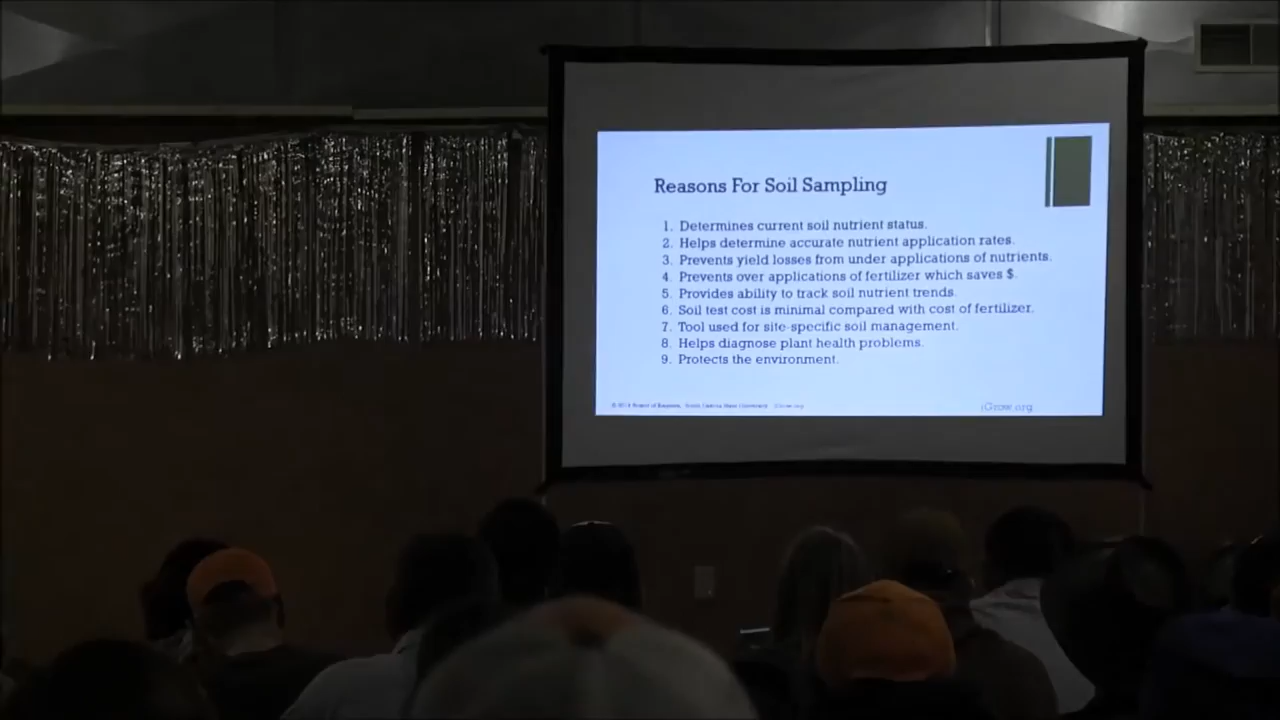 Reasons For Soil Sampling
1. Determines current soil nutrient status.
2. Helps determine accurate nutrient application rates.
3. Prevents yield losses from under applications of nutrients.
4. Prevents over applications of fertilizer which saves $.
5. Provides ability to track soil nutrient trends.
6. Soil test cost is minimal compared with cost of fertilizer.
7. Tool used for site-specific soil management.
8. Helps diagnose plant health problems.
9. Protects the environment.
iGrow.org